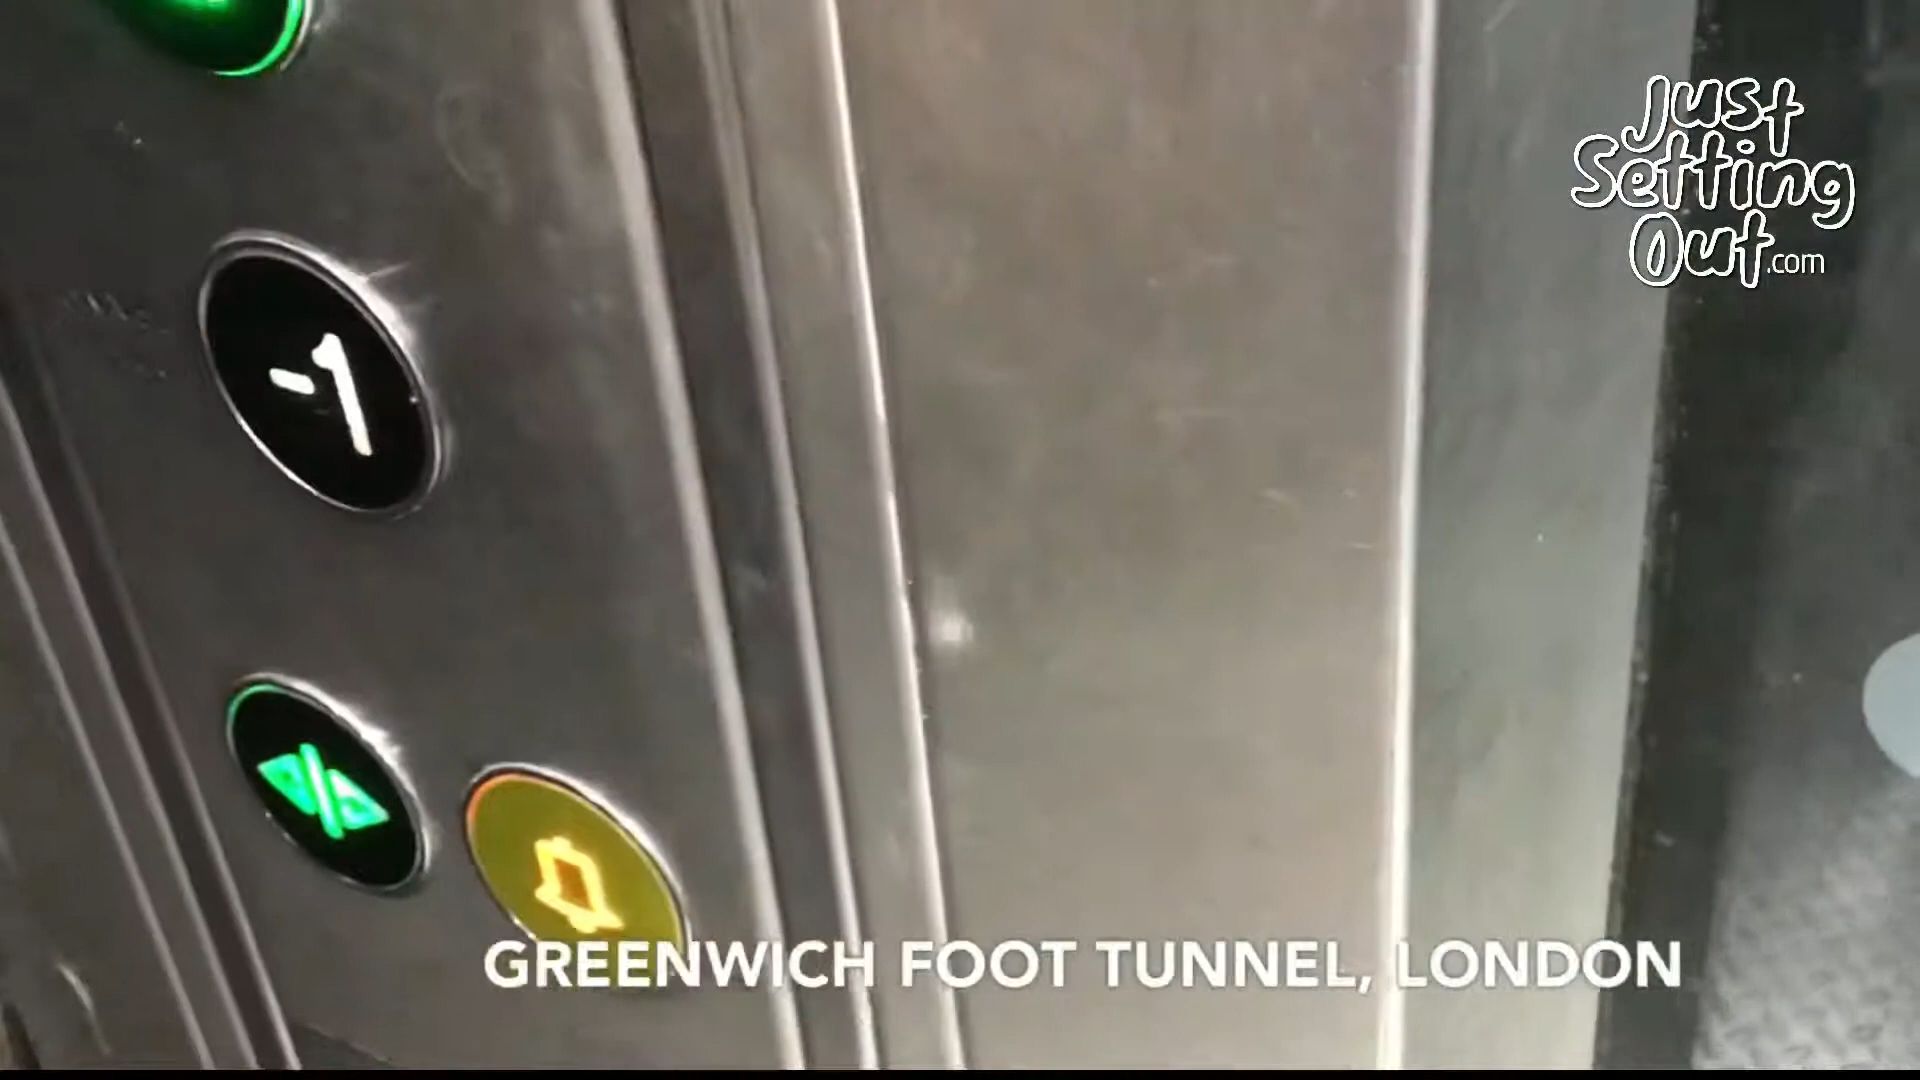 Just
Setting
Out.com
-1
GREENWICH FOOT TUNNEL, LONDON